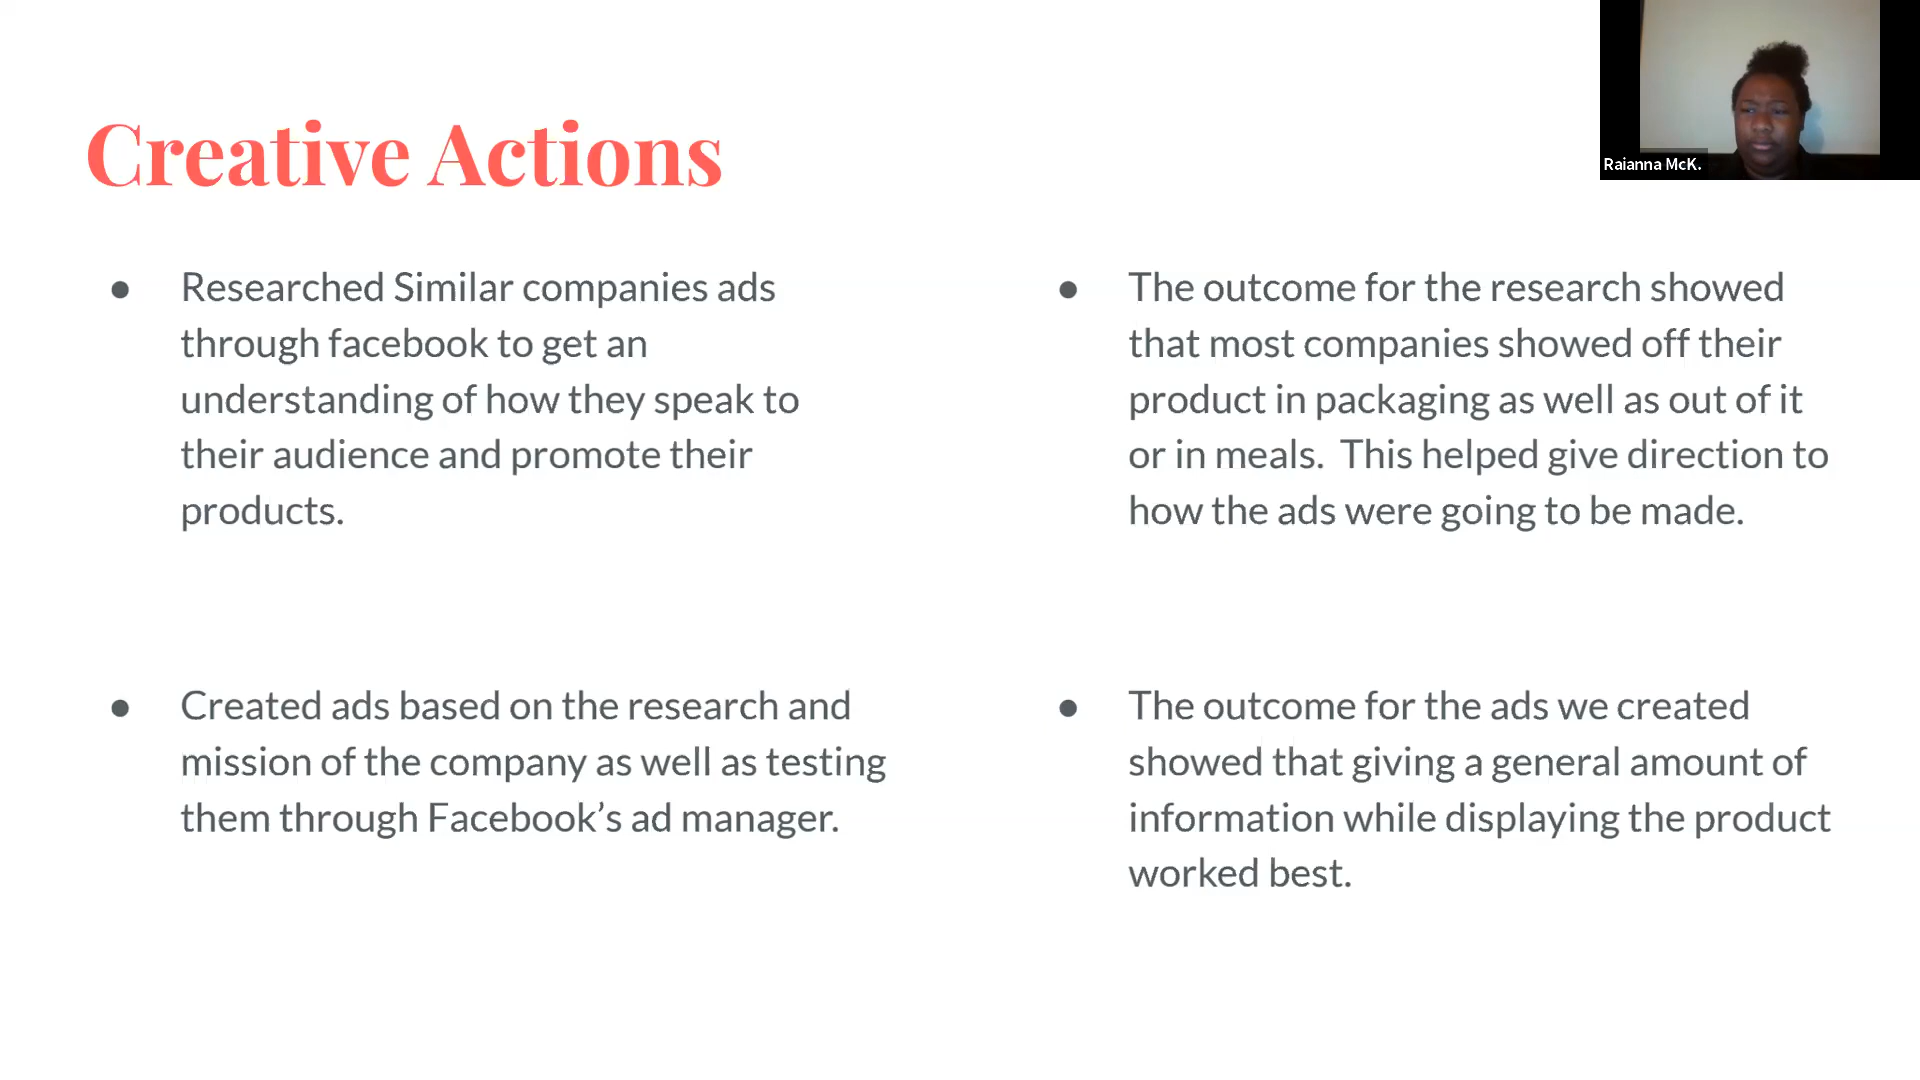 Creative Actions
Raianna McK.
● Researched Similar companies ads
through facebook to get an
understanding of how they speak to
their audience and promote their
products.
● Created ads based on the research and
mission of the company as well as testing
them through Facebook’s ad manager.
● The outcome for the research showed
that most companies showed off their
product in packaging as well as out of it
or in meals.  This helped give direction to
how the ads were going to be made.
● The outcome for the ads we created
showed that giving a general amount of
information while displaying the product
worked best.